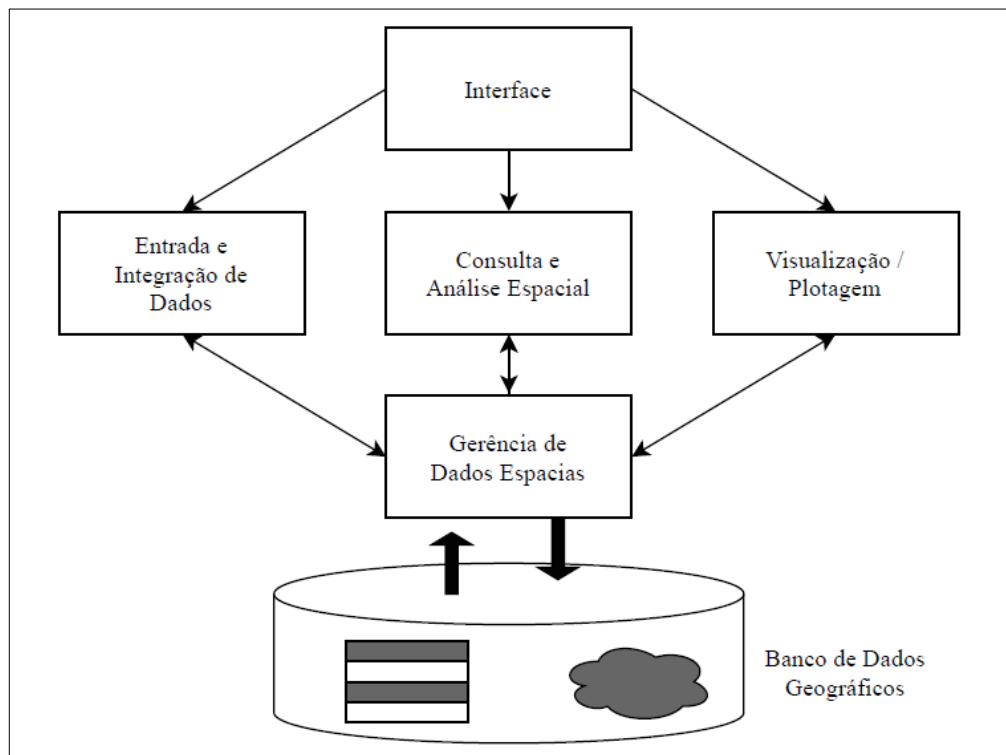 Interface
Entrada e
Integração de
Dados
Consulta e
Análise Espacial
Visualização /
Plotagem
Gerência de
Dados Espacias
Banco de Dados
Geográficos